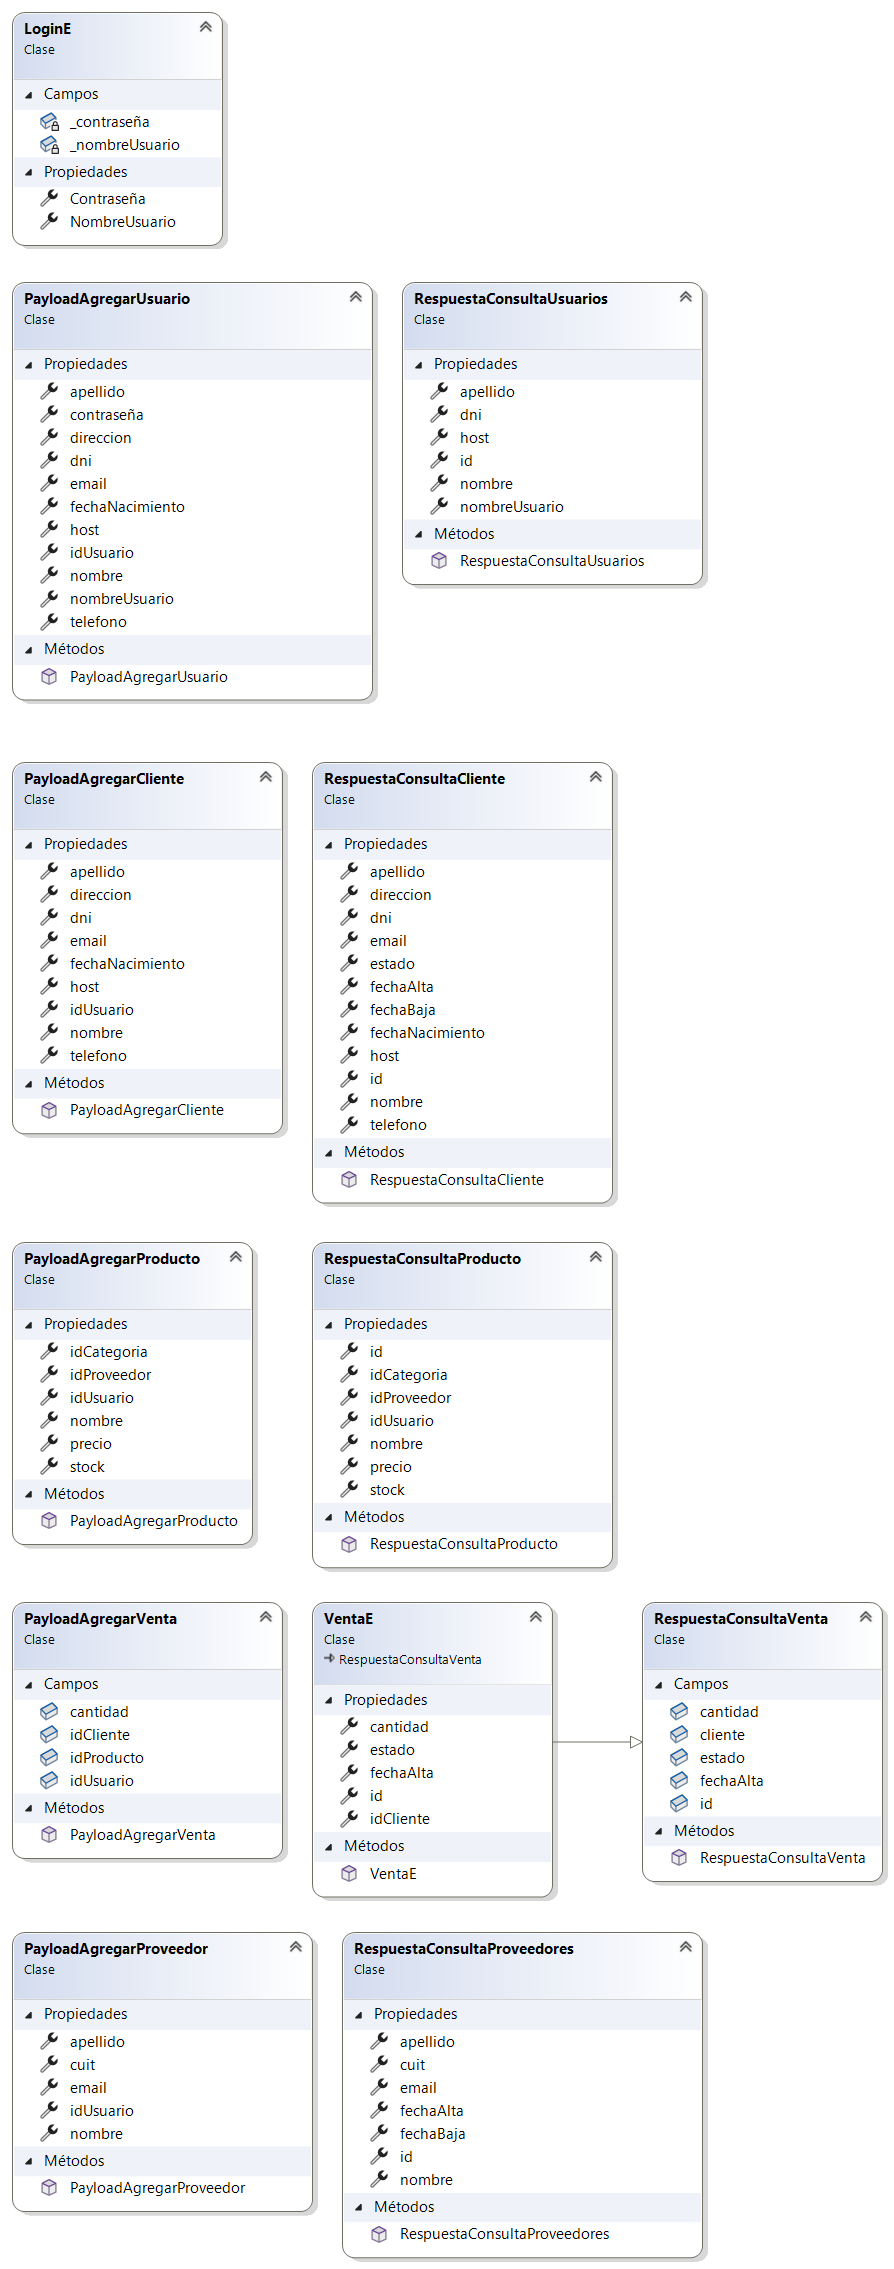 LoginE
Clase
Campos
_contraseña
_nombreUsuario
Propiedades
Contraseña
NombreUsuario
PayloadAgregarUsuario
Clase
Propiedades
apellido
contraseña
direccion
dni
email
fechaNacimiento
host
idUsuario
nombre
nombreUsuario
telefono
Métodos
PayloadAgregarUsuario
RespuestaConsultaUsuarios
Clase
Propiedades
apellido
dni
host
id
nombre
nombreUsuario
Métodos
RespuestaConsultaUsuarios
PayloadAgregarCliente
Clase
Propiedades
apellido
direccion
dni
email
fechaNacimiento
host
idUsuario
nombre
telefono
Métodos
PayloadAgregarCliente
RespuestaConsultaCliente
Clase
Propiedades
apellido
direccion
dni
email
estado
fechaAlta
fechaBaja
fechaNacimiento
host
id
nombre
telefono
Métodos
RespuestaConsultaCliente
PayloadAgregarProducto
Clase
Propiedades
idCategoria
idProveedor
idUsuario
nombre
precio
stock
Métodos
PayloadAgregarProducto
RespuestaConsultaProducto
Clase
Propiedades
id
idCategoria
idProveedor
idUsuario
nombre
precio
stock
Métodos
RespuestaConsultaProducto
PayloadAgregarVenta
Clase
Campos
cantidad
idCliente
idProducto
idUsuario
Métodos
PayloadAgregarVenta
VentaE
Clase
RespuestaConsultaVenta
Propiedades
cantidad
estado
fechaAlta
id
idCliente
Métodos
VentaE
RespuestaConsultaVenta
Clase
Campos
cantidad
cliente
estado
fechaAlta
id
Métodos
RespuestaConsultaVenta
PayloadAgregarProveedor
Clase
Propiedades
apellido
cuit
email
idUsuario
nombre
Métodos
PayloadAgregarProveedor
RespuestaConsultaProveedores
Clase
Propiedades
apellido
cuit
email
fechaAlta
fechaBaja
id
nombre
Métodos
RespuestaConsultaProveedores